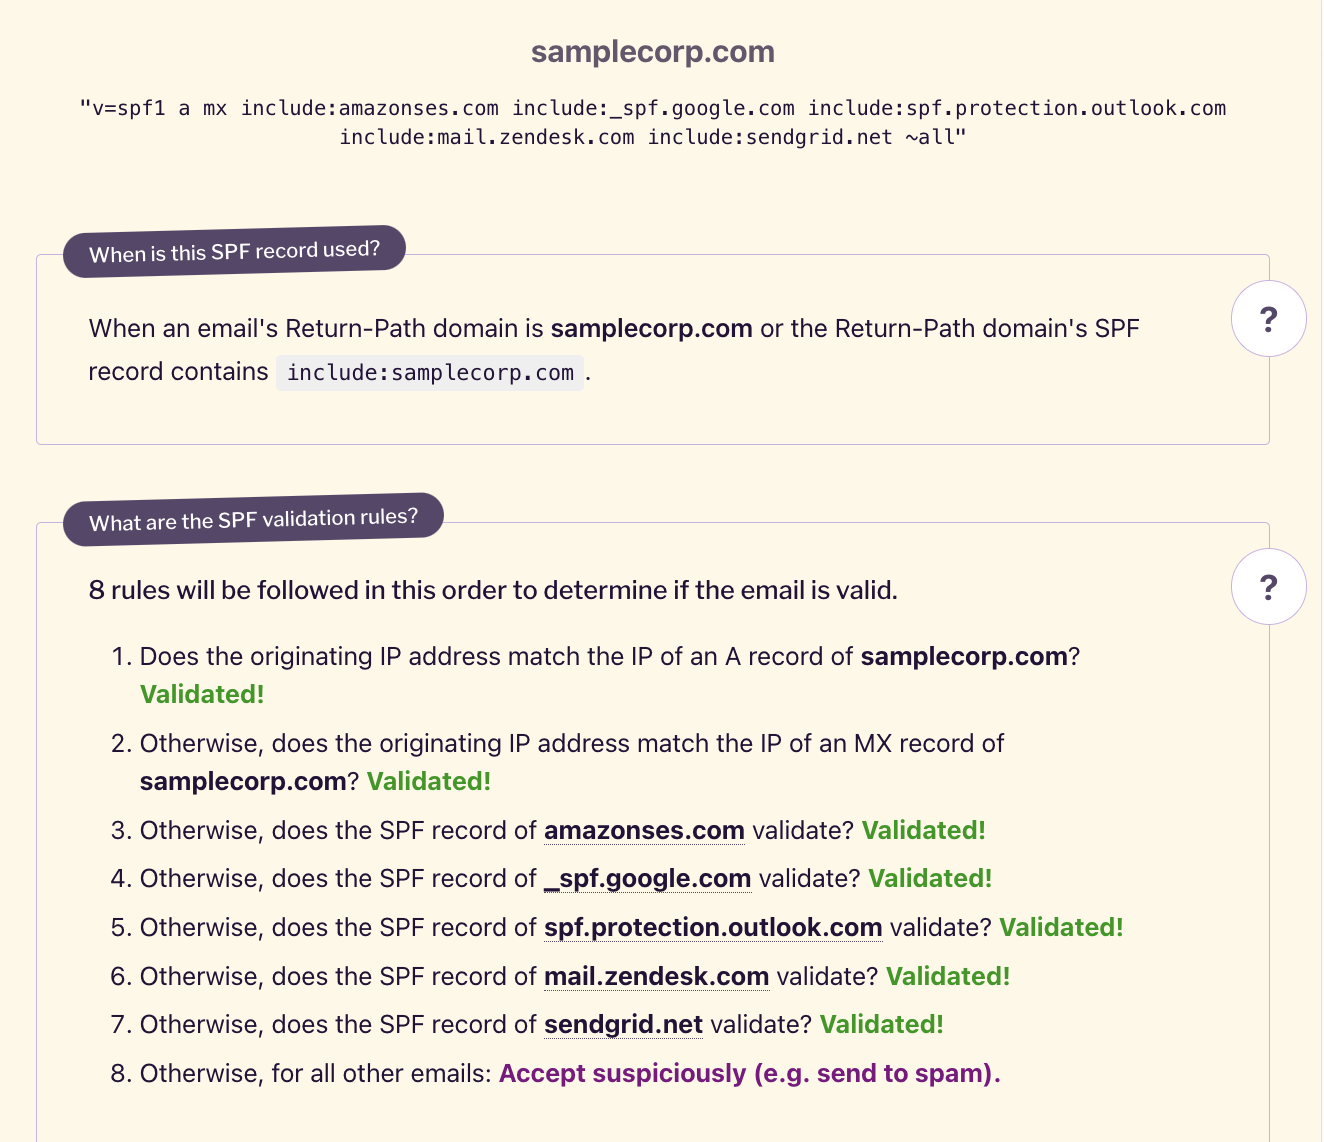 samplecorp.com
"v=spf1 a mx include:amazonses.com include:_spf.google.com include:spf.protection.outlook.com
include:mail.zendesk.com include:sendgrid.net ~all"
When is this SPF record used?
?
When an email's Return-Path domain is samplecorp.com or the Return-Path domain's SPF
record contains include:samplecorp.com.
What are the SPF validation rules?
?
8 rules will be followed in this order to determine if the email is valid.
1. Does the originating IP address match the IP of an A record of samplecorp.com?
Validated!
2. Otherwise, does the originating IP address match the IP of an MX record of
samplecorp.com? Validated!
3. Otherwise, does the SPF record of amazonses.com validate? Validated!
4. Otherwise, does the SPF record of _spf.google.com validate? Validated!
5. Otherwise, does the SPF record of spf.protection.outlook.com validate? Validated!
6. Otherwise, does the SPF record of mail.zendesk.com validate? Validated!
7. Otherwise, does the SPF record of sendgrid.net validate? Validated!
8. Otherwise, for all other emails: Accept suspiciously (e.g. send to spam).